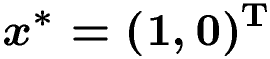 x* = (1, 0)ᵀ